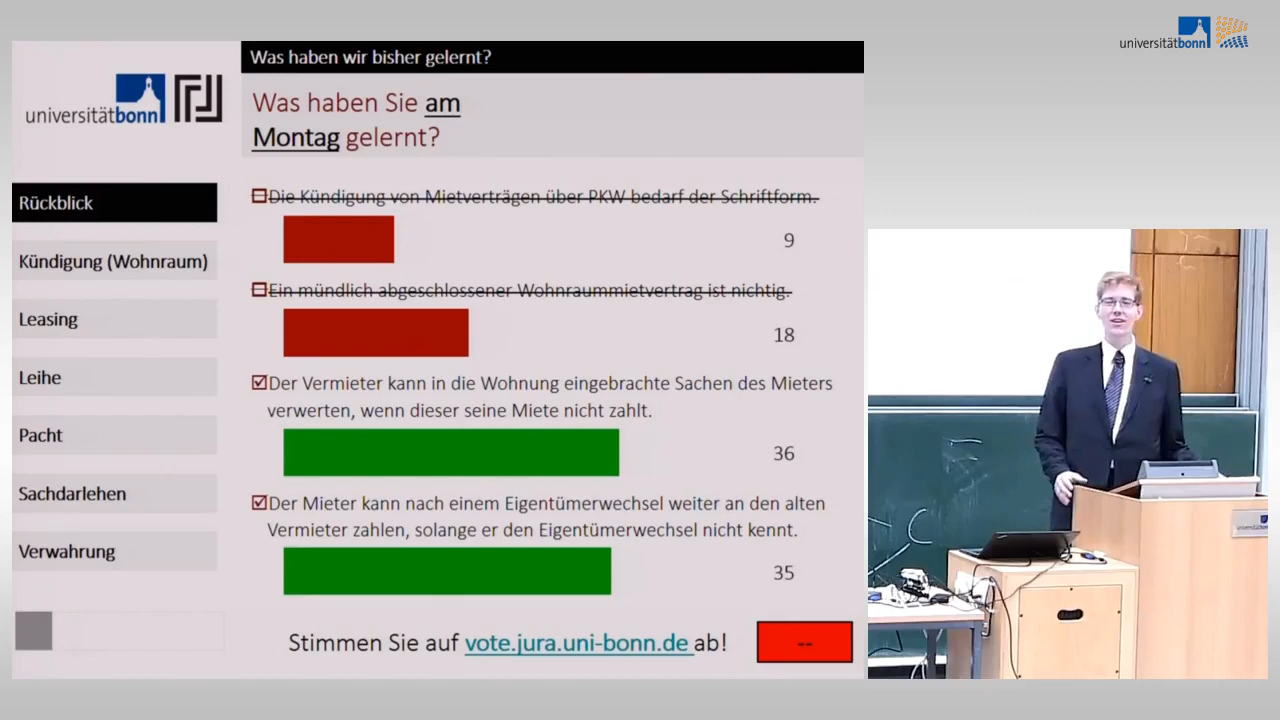 universitätbonn
Was haben wir bisher gelernt?
universitätbonn
Was haben Sie am
Montag gelernt?
Rückblick
Kündigung (Wohnraum)
Leasing
Leihe
Pacht
Sachdarlehen
Verwahrung
Die Kündigung von Mietverträgen über PKW bedarf der Schriftform.
9
Ein mündlich abgeschlossener Wohnraummietvertrag ist nichtig.
18
Der Vermieter kann in die Wohnung eingebrachte Sachen des Mieters
verwerten, wenn dieser seine Miete nicht zahlt.
36
Der Mieter kann nach einem Eigentümerwechsel weiter an den alten
Vermieter zahlen, solange er den Eigentümerwechsel nicht kennt.
35
Stimmen Sie auf vote.jura.uni-bonn.de ab!
--